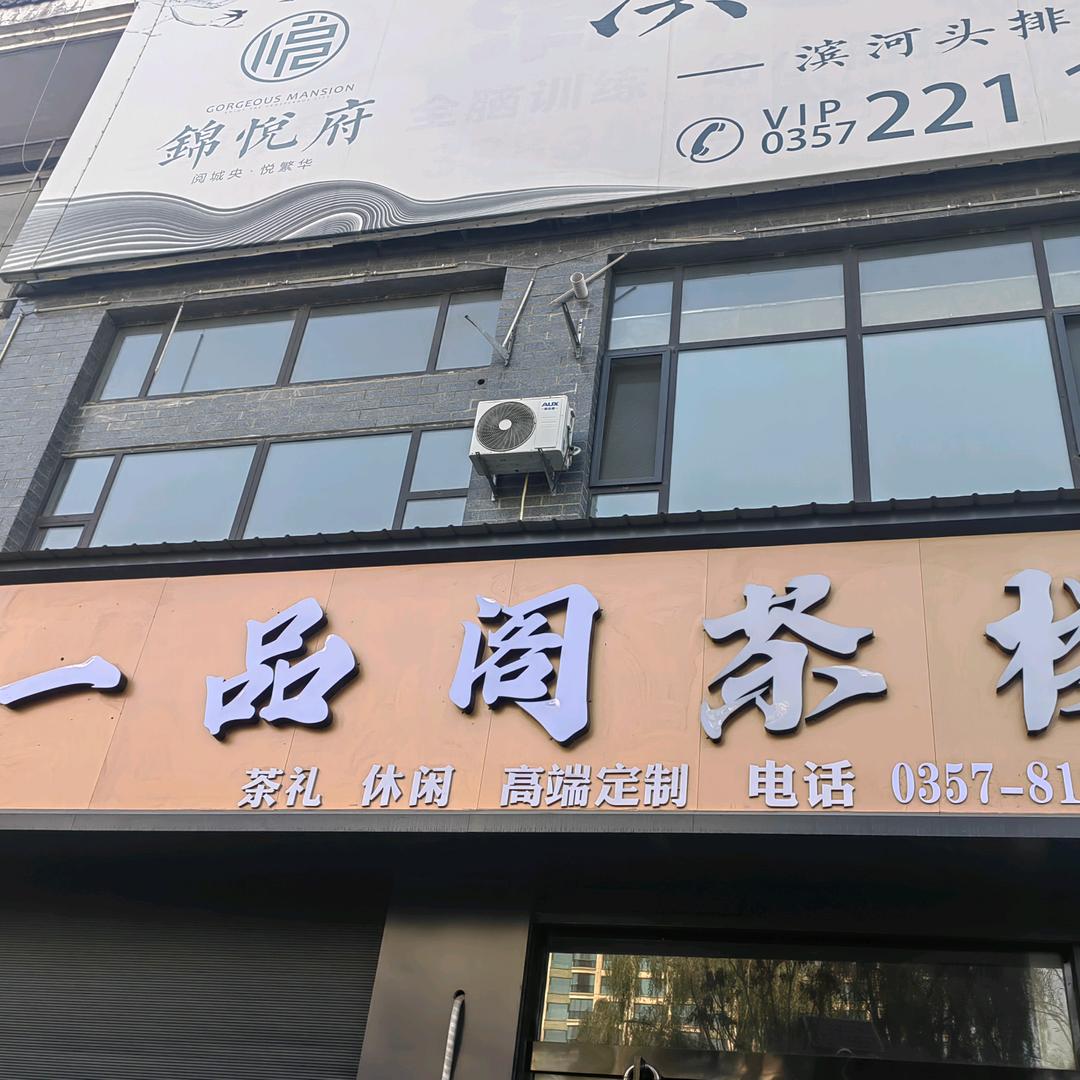 GORGEOUS MANSION
錦悦府
阅城央·悦繁华
滨河头排
VIP
0357 221
全脑训练
AUX
一品阁茶
茶礼 休闲 高端定制 电话 0357-81